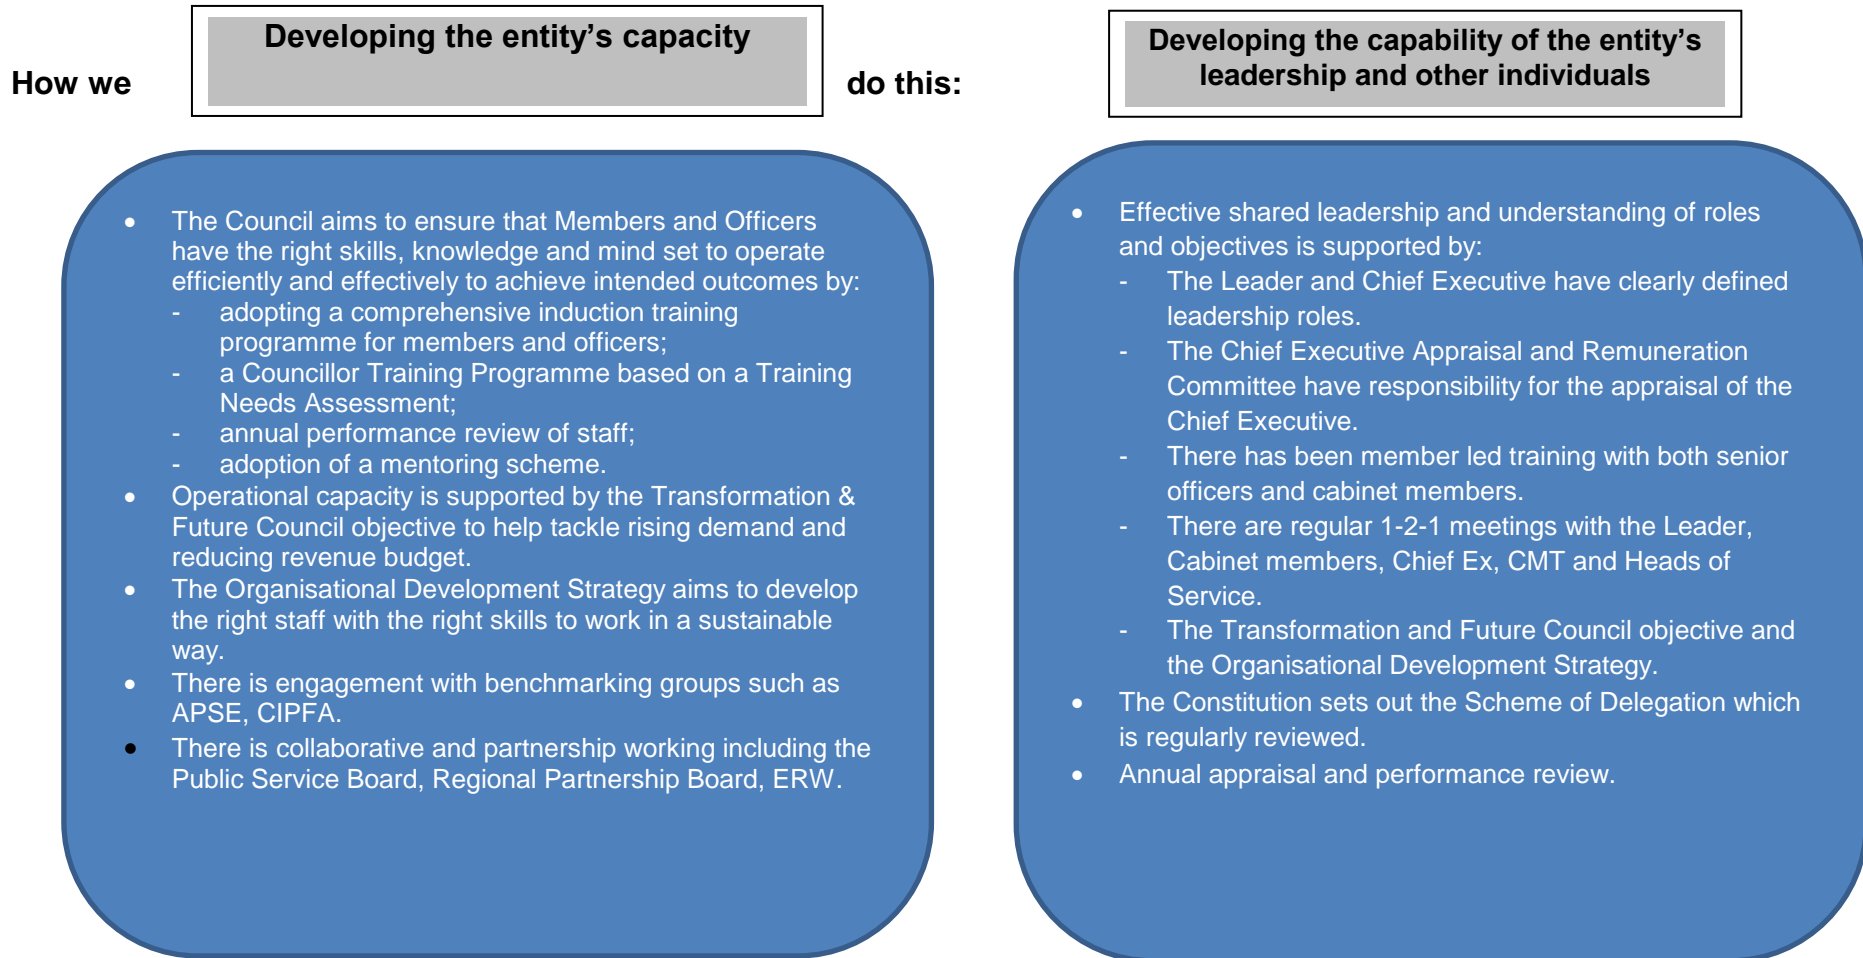 How we
Developing the entity’s capacity
do this:
Developing the capability of the entity’s
leadership and other individuals
• The Council aims to ensure that Members and Officers
have the right skills, knowledge and mind set to operate
efficiently and effectively to achieve intended outcomes by:
- adopting a comprehensive induction training
programme for members and officers;
- a Councillor Training Programme based on a Training
Needs Assessment;
- annual performance review of staff;
- adoption of a mentoring scheme.
• Operational capacity is supported by the Transformation &
Future Council objective to help tackle rising demand and
reducing revenue budget.
• The Organisational Development Strategy aims to develop
the right staff with the right skills to work in a sustainable
way.
• There is engagement with benchmarking groups such as
APSE, CIPFA.
• There is collaborative and partnership working including the
Public Service Board, Regional Partnership Board, ERW.
• Effective shared leadership and understanding of roles
and objectives is supported by:
- The Leader and Chief Executive have clearly defined
leadership roles.
- The Chief Executive Appraisal and Remuneration
Committee have responsibility for the appraisal of the
Chief Executive.
- There has been member led training with both senior
officers and cabinet members.
- There are regular 1-2-1 meetings with the Leader,
Cabinet members, Chief Ex, CMT and Heads of
Service.
- The Transformation and Future Council objective and
the Organisational Development Strategy.
• The Constitution sets out the Scheme of Delegation which
is regularly reviewed.
• Annual appraisal and performance review.